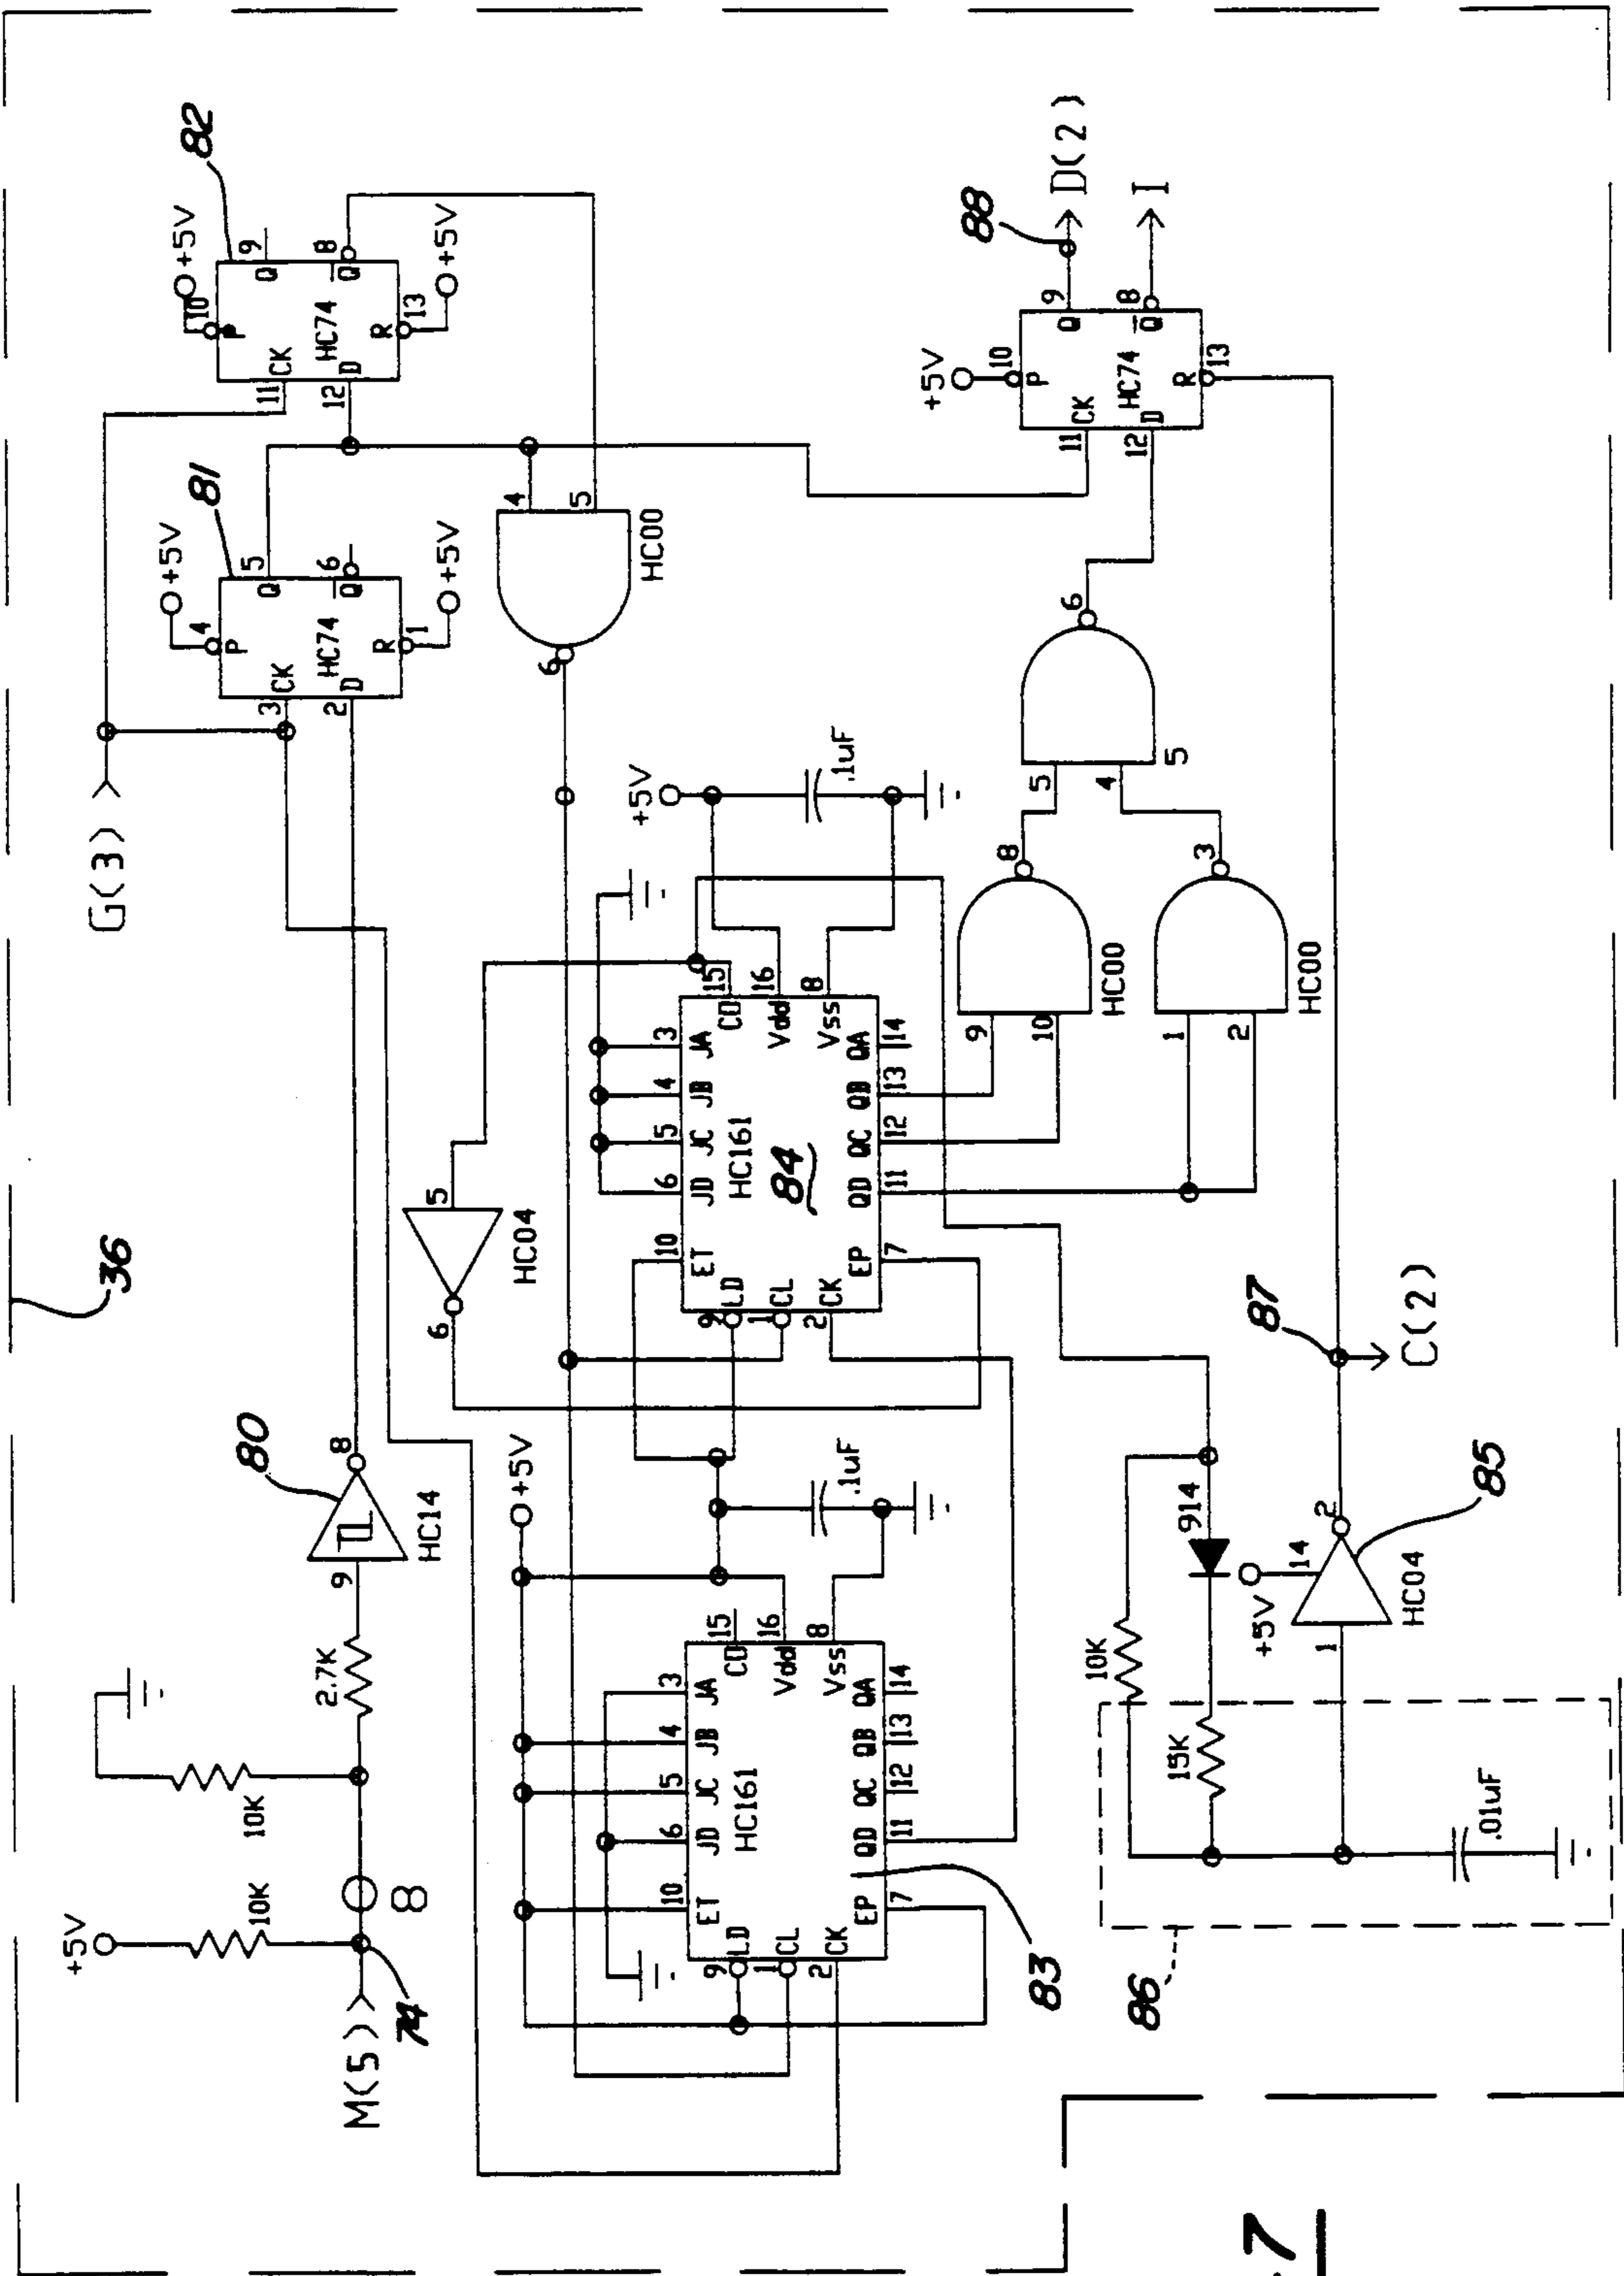 36
G(3)
+5V
10
P
CK
11
HC74
D
12
R
13
Q
9
Q
8
+5V
82
+5V
4
P
3
CK
HC74
2
D
R
1
Q
5
Q
6
+5V
81
4
5
6
HC00
M(5)
74
+5V
10K
8
10K
2.7K
9
8
HC14
80
5
6
HC04
+5V
10
ET
6
JD
5
JC
4
JB
3
JA
9
LD
1
CL
2
CK
HC161
CD
15
Vdd
16
Vss
8
EP
7
QD
11
QC
12
QB
13
QA
14
83
.1uF
10
ET
6
JD
5
JC
4
JB
3
JA
9
LD
1
CL
2
CK
HC161
84
CD
15
Vdd
16
Vss
8
EP
7
QD
11
QC
12
QB
13
QA
14
+5V
.1uF
9
10
8
HC00
1
2
3
HC00
5
4
6
5
+5V
10
P
11
CK
HC74
12
D
R
13
Q
9
Q
8
88
D(2)
I
10K
914
15K
+5V
14
1
2
HC04
85
86
.01uF
87
C(2)
7